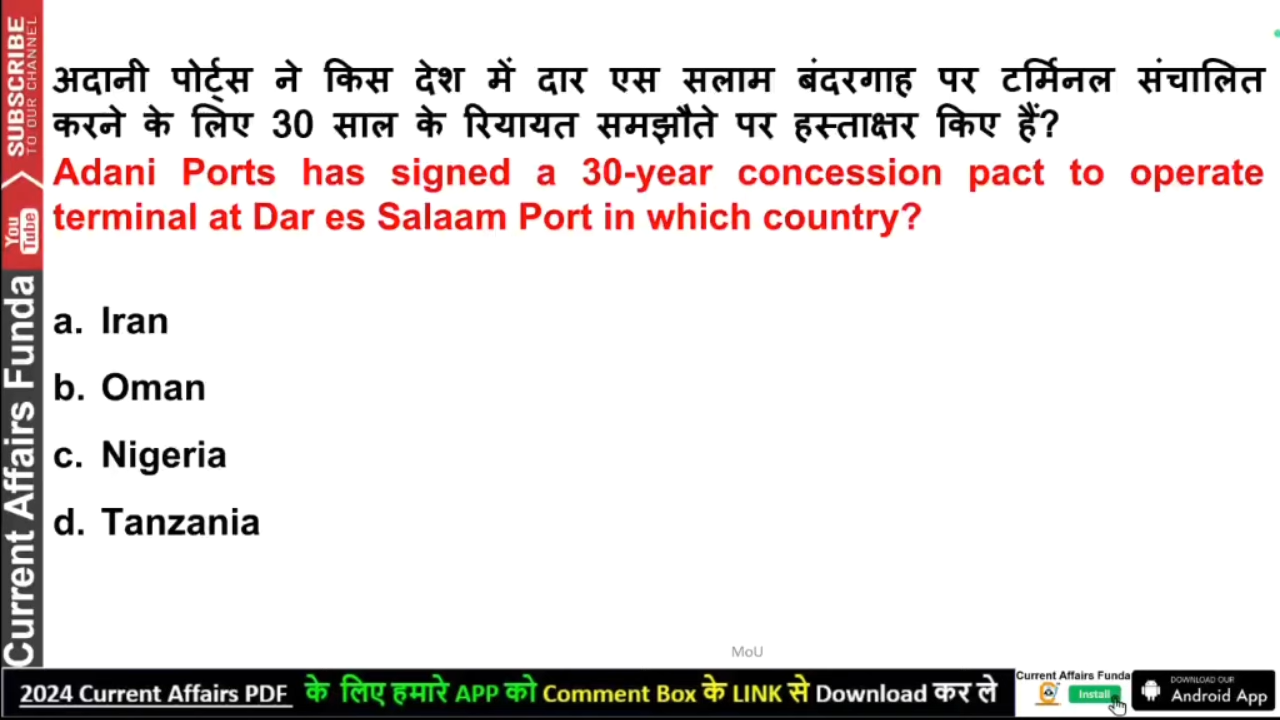 अदानी पोर्ट्स ने किस देश में दार एस सलाम बंदरगाह पर टर्मिनल संचालित
करने के लिए 30 साल के रियायत समझौते पर हस्ताक्षर किए हैं?
Adani Ports has signed a 30-year concession pact to operate
terminal at Dar es Salaam Port in which country?
a. Iran
b. Oman
c. Nigeria
d. Tanzania
MoU
SUBSCRIBE
TO OUR CHANNEL
You Tube
Current Affairs Funda
2024 Current Affairs PDF के लिए हमारे APP को Comment Box के LINK से Download कर ले
Current Affairs Funda
Install
DOWNLOAD OUR
Android App